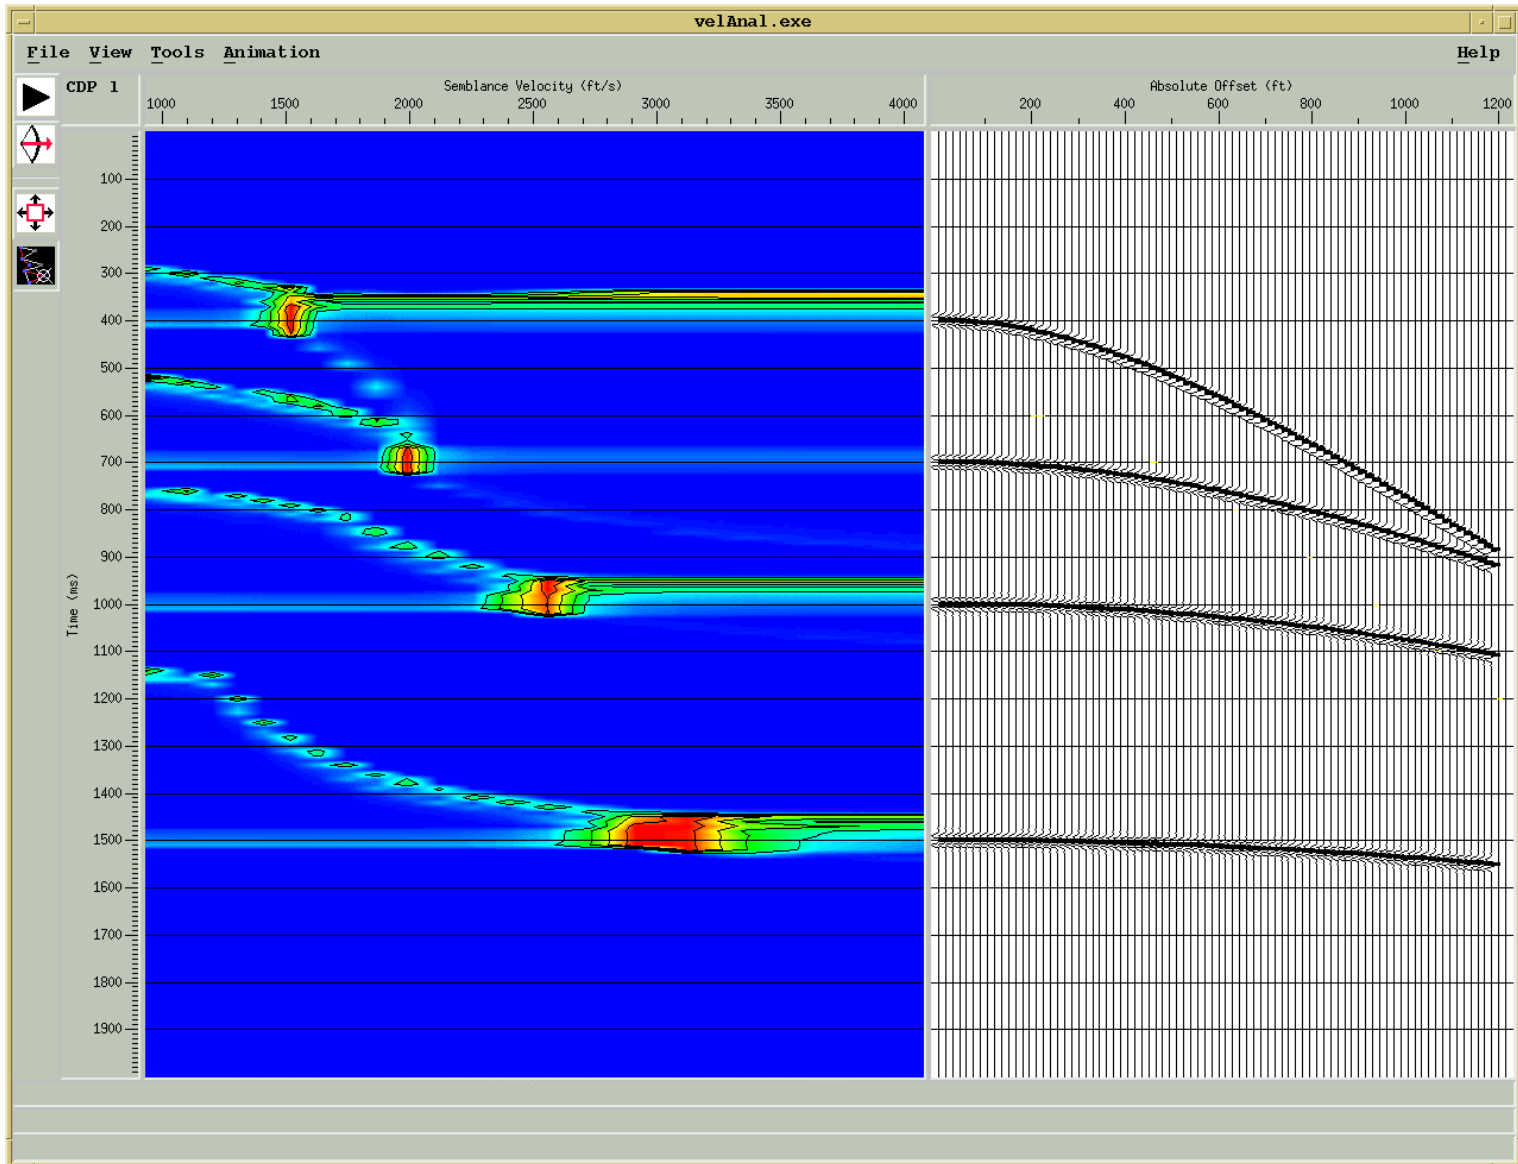 velAnal.exe
File View Tools Animation Help
CDP 1
Semblance Velocity (ft/s)
1000 1500 2000 2500 3000 3500 4000
Absolute Offset (ft)
200 400 600 800 1000 1200
Time (ms)
100
200
300
400
500
600
700
800
900
1000
1100
1200
1300
1400
1500
1600
1700
1800
1900